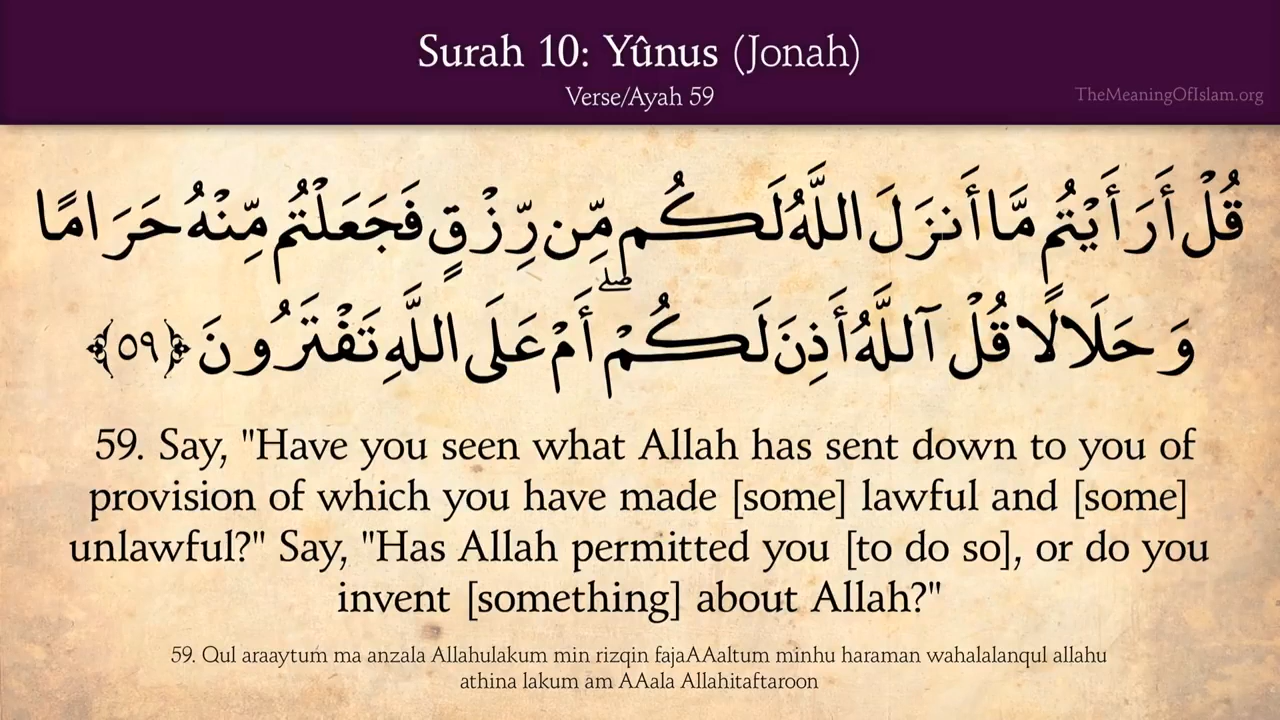 Surah 10: Yûnus (Jonah)
Verse/Ayah 59
TheMeaningOfIslam.org
قُلْ أَرَأَيْتُم مَّا أَنزَلَ اللَّهُ لَكُم مِّن رِّزْقٍ فَجَعَلْتُم مِّنْهُ حَرَامًا
وَحَلَالًا قُلْ آللَّهُ أَذِنَ لَكُمْ ۖ أَمْ عَلَى اللَّهِ تَفْتَرُونَ ﴿٥٩﴾
59. Say, "Have you seen what Allah has sent down to you of
provision of which you have made [some] lawful and [some]
unlawful?" Say, "Has Allah permitted you [to do so], or do you
invent [something] about Allah?"
59. Qul araaytum ma anzala Allahulakum min rizqin fajaAAaltum minhu haraman wahalalanqul allahu
athina lakum am AAala Allahitaftaroon